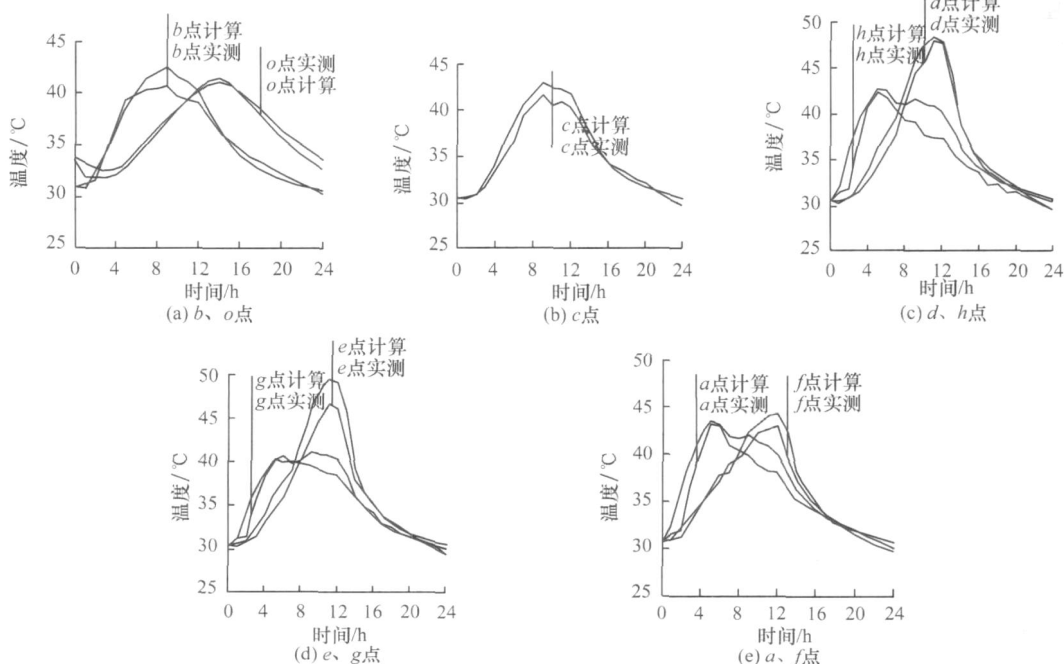 b点计算
b点实测
o点实测
o点计算
温度/℃
45
40
35
30
25
0 4 8 12 16 20 24
时间/h
(a) b、o点
c点计算
c点实测
温度/℃
45
40
35
30
25
0 4 8 12 16 20 24
时间/h
(b) c点
d点计算
d点实测
h点计算
h点实测
温度/℃
50
45
40
35
30
25
0 4 8 12 16 20 24
时间/h
(c) d、h点
e点计算
e点实测
g点计算
g点实测
温度/℃
50
45
40
35
30
25
0 4 8 12 16 20 24
时间/h
(d) e、g点
a点计算
a点实测
f点计算
f点实测
温度/℃
50
45
40
35
30
25
0 4 8 12 16 20 24
时间/h
(e) a、f点